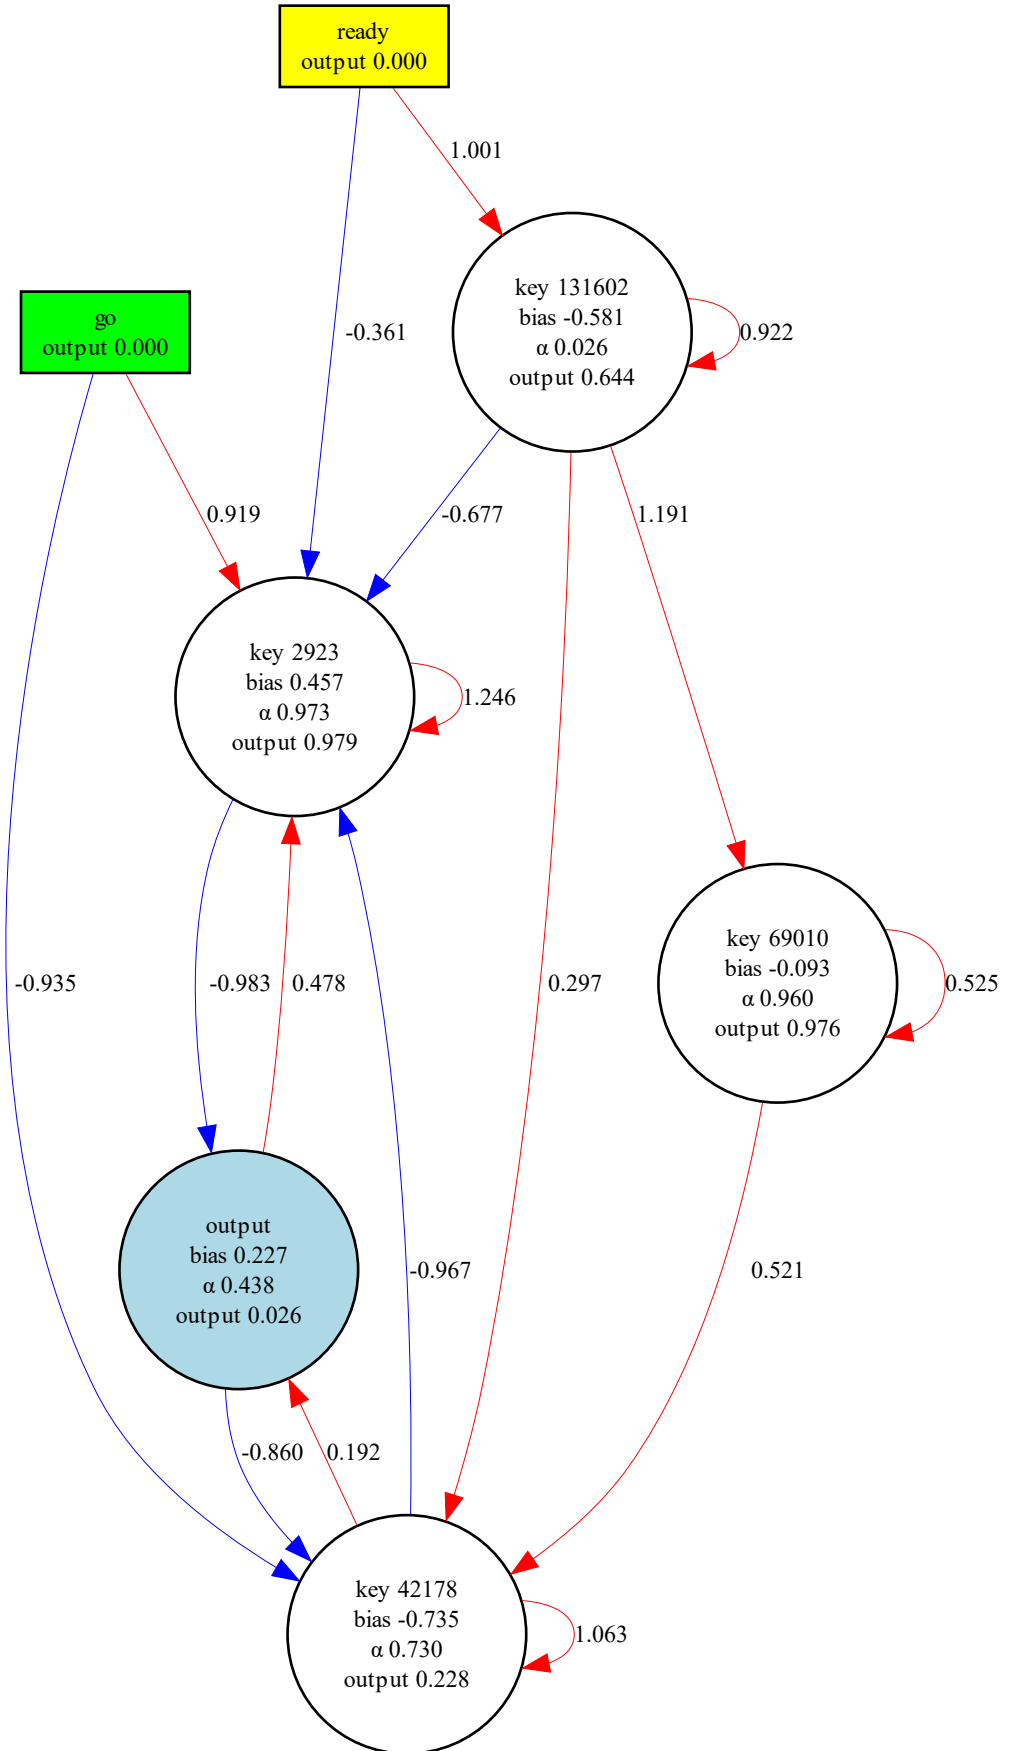 ready
output 0.000
1.001
key 131602
bias -0.581
α 0.026
output 0.644
0.922
go
output 0.000
-0.361
0.919
-0.677
1.191
key 2923
bias 0.457
α 0.973
output 0.979
1.246
key 69010
bias -0.093
α 0.960
output 0.976
0.525
-0.935
-0.983
0.478
0.297
output
bias 0.227
α 0.438
output 0.026
-0.967
0.521
-0.860
0.192
key 42178
bias -0.735
α 0.730
output 0.228
1.063